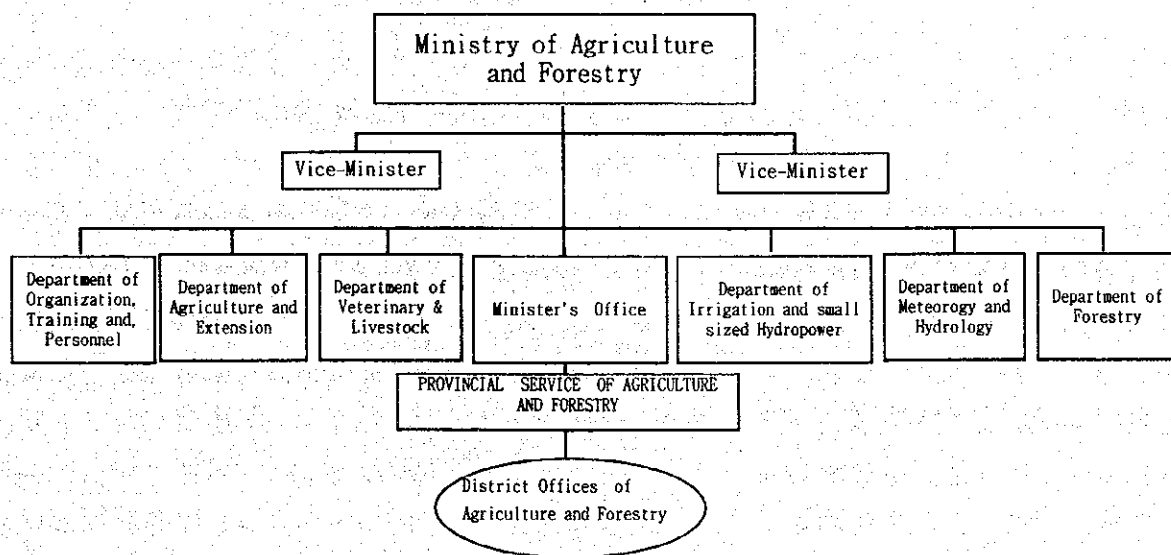 Ministry of Agriculture
and Forestry
Vice-Minister
Vice-Minister
Department of
Organization,
Training and,
Personnel
Department of
Agriculture and
Extension
Department of
Veterinary &
Livestock
Minister's Office
Department of
Irrigation and small
sized Hydropower
Department of
Meteorogy and
Hydrology
Department of
Forestry
PROVINCIAL SERVICE OF AGRICULTURE
AND FORESTRY
District Offices of
Agriculture and Forestry